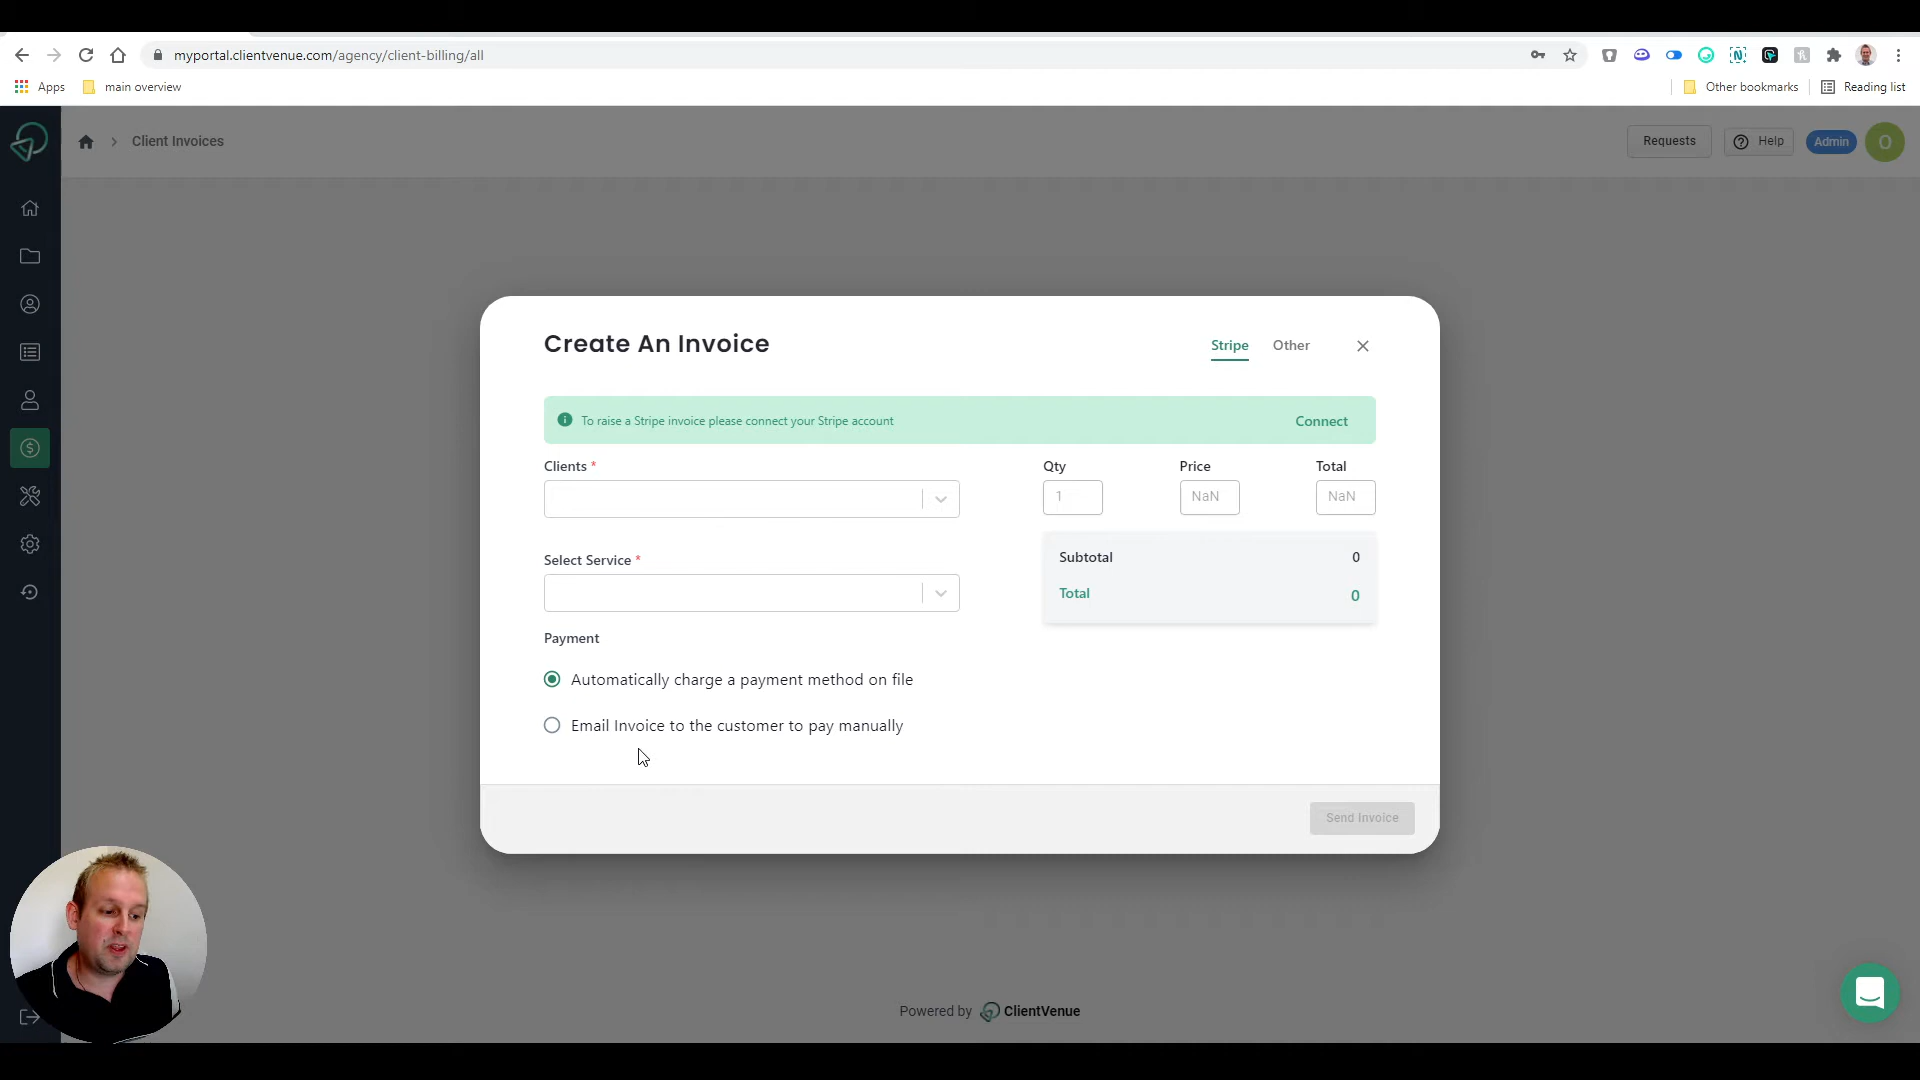 myportal.clientvenue.com/agency/client-billing/all
Apps
main overview
Other bookmarks
Reading list
Client Invoices
Requests
Help
Admin
O
Create An Invoice
Stripe
Other
To raise a Stripe invoice please connect your Stripe account
Connect
Clients *
Qty
Price
Total
1
NaN
NaN
Select Service *
Subtotal
0
Total
0
Payment
Automatically charge a payment method on file
Email Invoice to the customer to pay manually
Send Invoice
Powered by ClientVenue